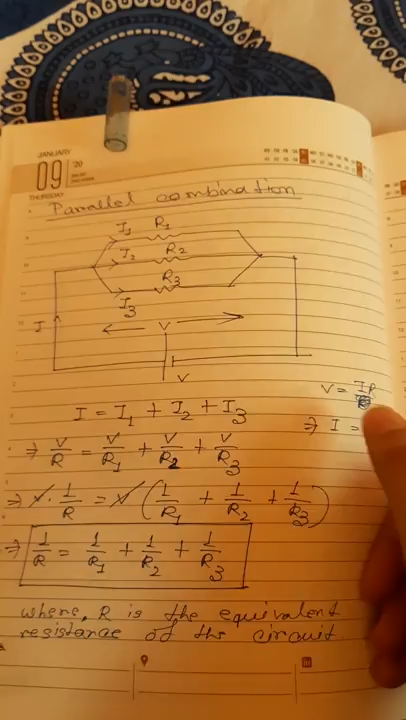 JANUARY
09 '20
THURSDAY
Parallel combination
I₁ R₁
I₂ R₂
R₃
I₃
I
V
V
V = IR
I = I₁ + I₂ + I₃
⇒ I =
⇒ V/R = V/R₁ + V/R₂ + V/R₃
⇒ V · 1/R = V (1/R₁ + 1/R₂ + 1/R₃)
⇒ 1/R = 1/R₁ + 1/R₂ + 1/R₃
where, R is the equivalent
resistance of the circuit.